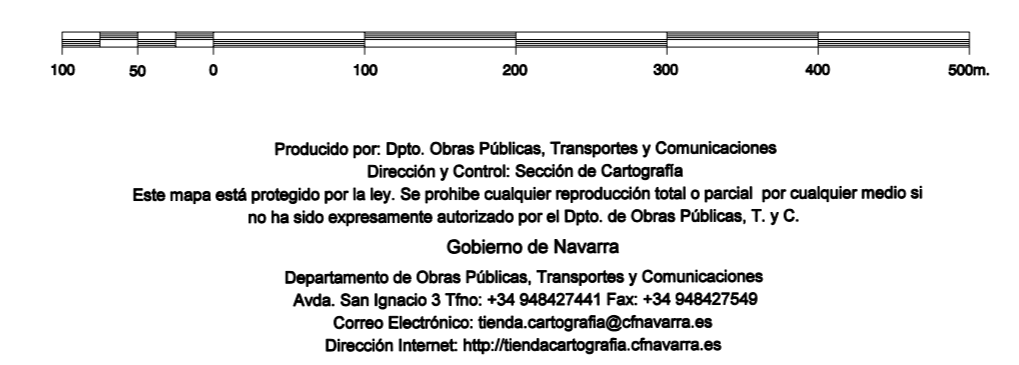 100 50 0 100 200 300 400 500m.
Producido por: Dpto. Obras Públicas, Transportes y Comunicaciones
Dirección y Control: Sección de Cartografía
Este mapa está protegido por la ley. Se prohibe cualquier reproducción total o parcial por cualquier medio si
no ha sido expresamente autorizado por el Dpto. de Obras Públicas, T. y C.
Gobierno de Navarra
Departamento de Obras Públicas, Transportes y Comunicaciones
Avda. San Ignacio 3 Tfno: +34 948427441 Fax: +34 948427549
Correo Electrónico: tienda.cartografia@cfnavarra.es
Dirección Internet: http://tiendacartografia.cfnavarra.es